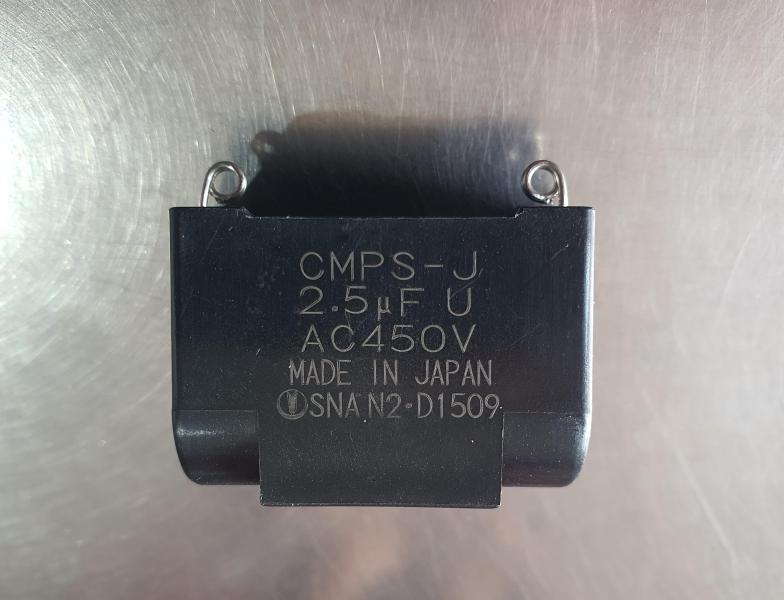 CMPS-J
2.5μF U
AC450V
MADE IN JAPAN
SNA N2-D1509